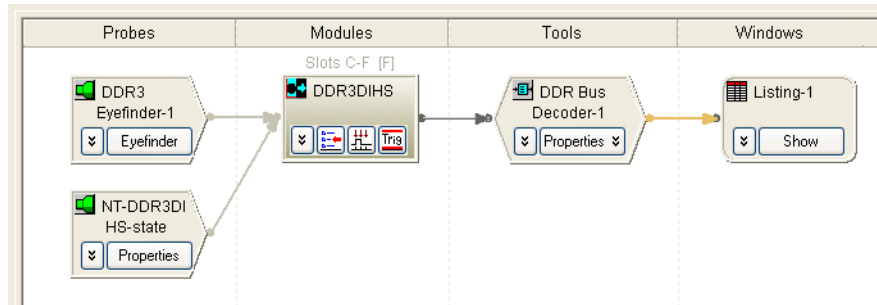 Probes
Modules
Tools
Windows
Slots C-F [F]
DDR3
Eyefinder-1
Eyefinder
DDR3DIHS
Trig
DDR Bus
Decoder-1
Properties
Listing-1
Show
NT-DDR3DI
HS-state
Properties